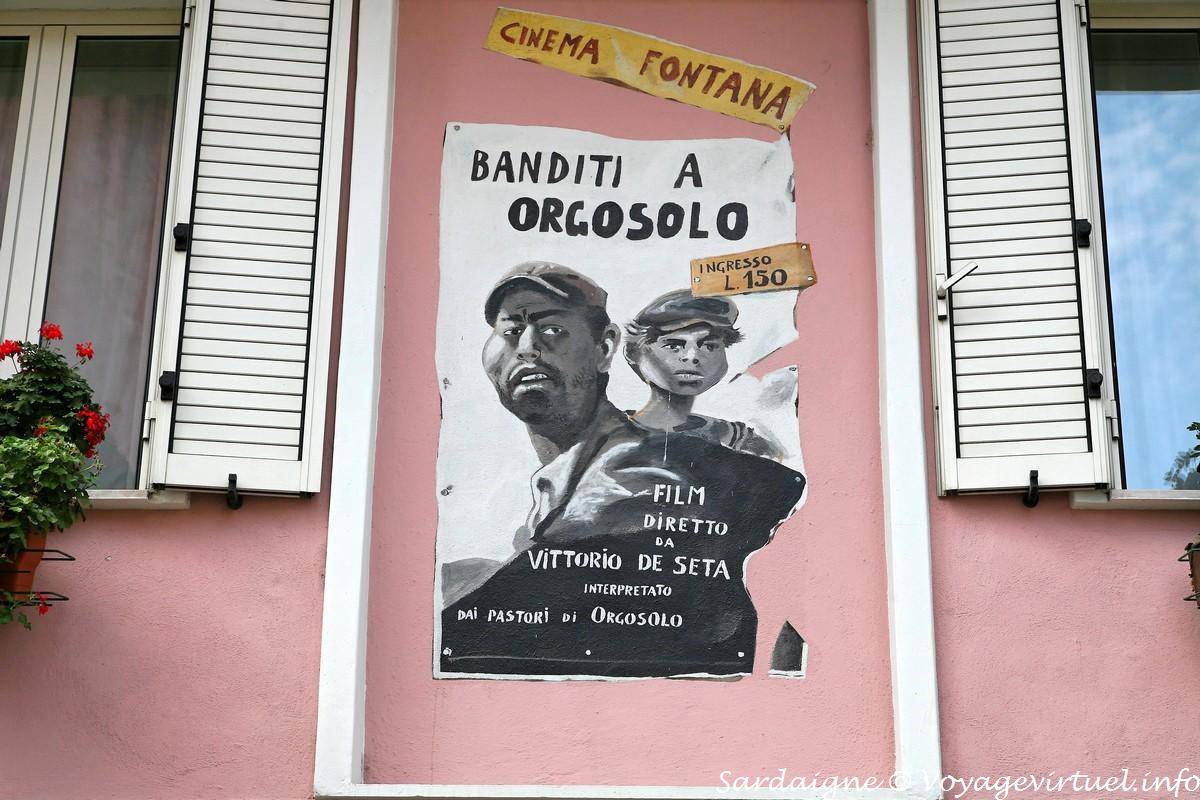 CINEMA FONTANA
BANDITI A
ORGOSOLO
INGRESSO
L. 150
FILM
DIRETTO
DA
VITTORIO DE SETA
INTERPRETATO
DAI PASTORI DI ORGOSOLO
Sardaigne © Voyagevirtuel.info